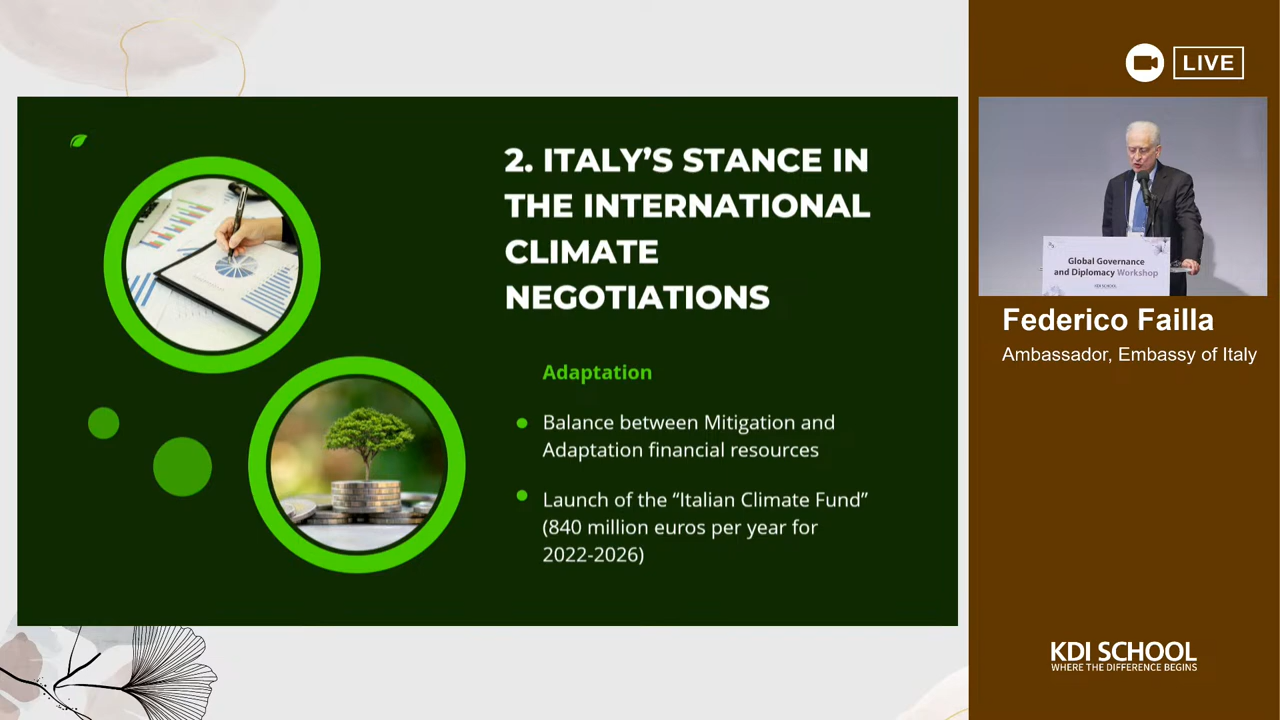 2. ITALY’S STANCE IN
THE INTERNATIONAL
CLIMATE
NEGOTIATIONS
Adaptation
Balance between Mitigation and
Adaptation financial resources
Launch of the “Italian Climate Fund”
(840 million euros per year for
2022-2026)
LIVE
Global Governance
and Diplomacy Workshop
KDI SCHOOL
Federico Failla
Ambassador, Embassy of Italy
KDI SCHOOL
WHERE THE DIFFERENCE BEGINS